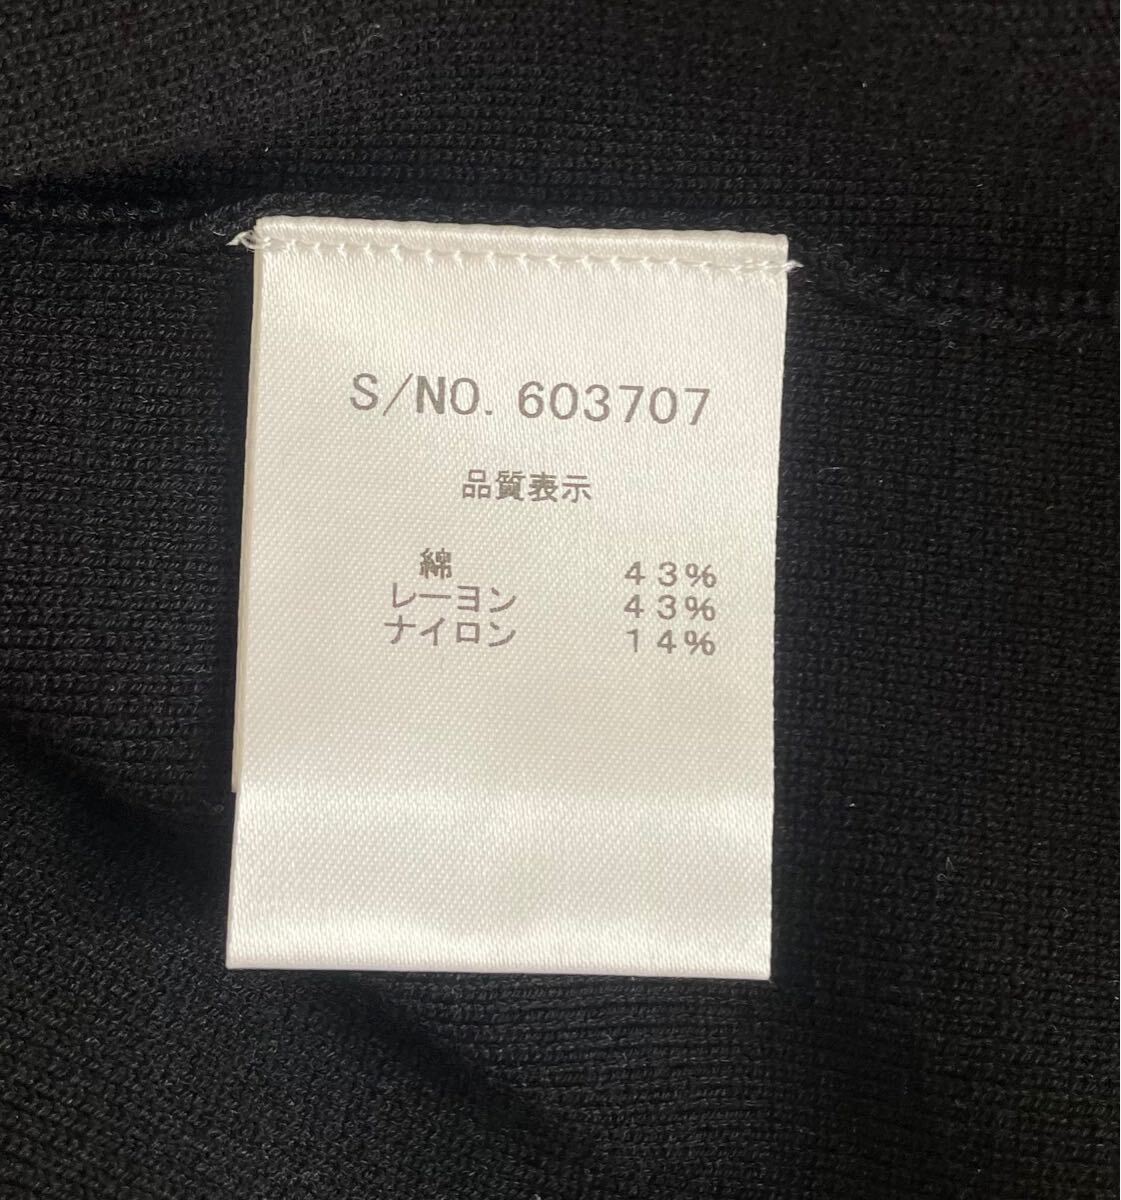 S/NO. 603707
品質表示
綿 43%
レーヨン 43%
ナイロン 14%